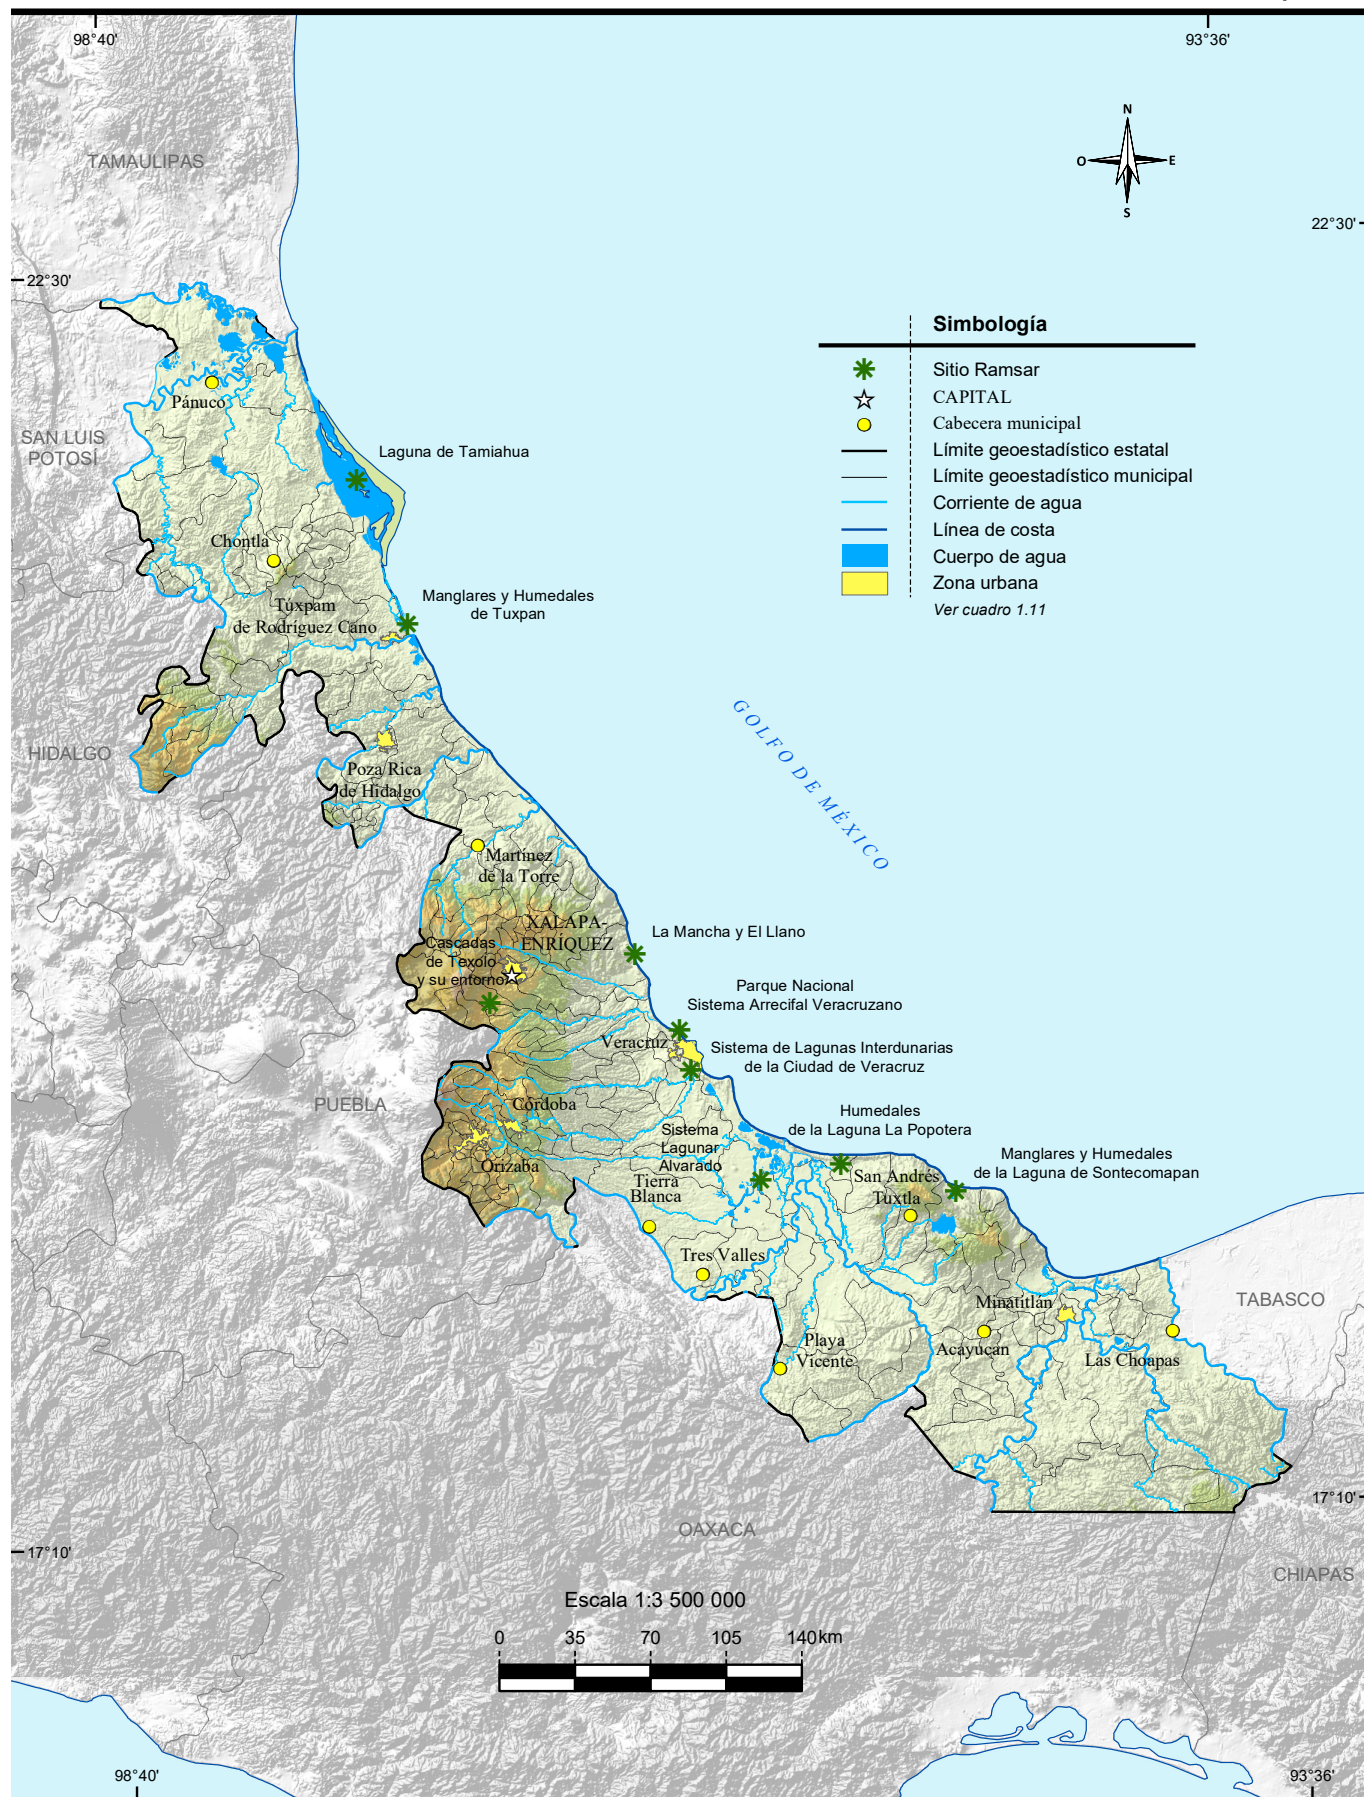 98°40'
93°36'
N
O
E
S
TAMAULIPAS
22°30'
22°30'
Simbología
Sitio Ramsar
CAPITAL
Cabecera municipal
Límite geoestadístico estatal
Límite geoestadístico municipal
Corriente de agua
Línea de costa
Cuerpo de agua
Zona urbana
Ver cuadro 1.11
Pánuco
SAN LUIS
POTOSÍ
Laguna de Tamiahua
Chontla
Manglares y Humedales
de Tuxpan
Túxpam
de Rodríguez Cano
GOLFO DE MÉXICO
HIDALGO
Poza Rica
de Hidalgo
Martínez
de la Torre
XALAPA-
ENRÍQUEZ
La Mancha y El Llano
Cascadas
de Texolo
y su entorno
Parque Nacional
Sistema Arrecifal Veracruzano
Veracruz
Sistema de Lagunas Interdunarias
de la Ciudad de Veracruz
PUEBLA
Córdoba
Humedales
de la Laguna La Popotera
Sistema
Lagunar
Alvarado
Orizaba
Manglares y Humedales
de la Laguna de Sontecomapan
Tierra
Blanca
San Andrés
Tuxtla
Tres Valles
Minatitlán
TABASCO
Playa
Vicente
Acayucan
Las Choapas
17°10'
OAXACA
17°10'
CHIAPAS
Escala 1:3 500 000
0 35 70 105 140 km
98°40'
93°36'